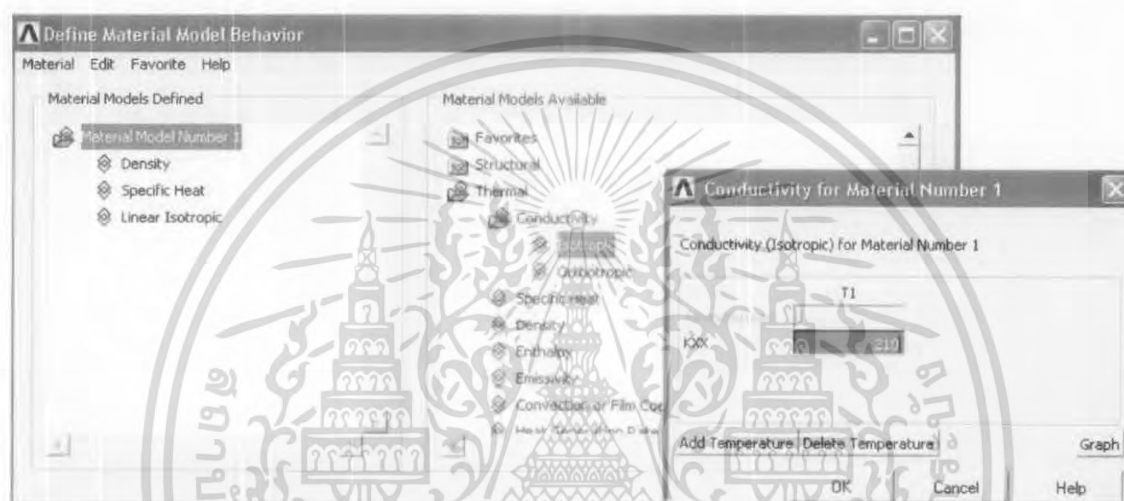 Define Material Model Behavior
Material Edit Favorite Help
Material Models Defined
Material Model Number 1
Density
Specific Heat
Linear Isotropic
Material Models Available
Favorites
Structural
Thermal
Conductivity
Isotropic
Orthotropic
Specific Heat
Density
Enthalpy
Emissivity
Convection or Film Coe
Conductivity for Material Number 1
Conductivity (Isotropic) for Material Number 1
T1
KXX 210
Add Temperature Delete Temperature Graph
OK Cancel Help